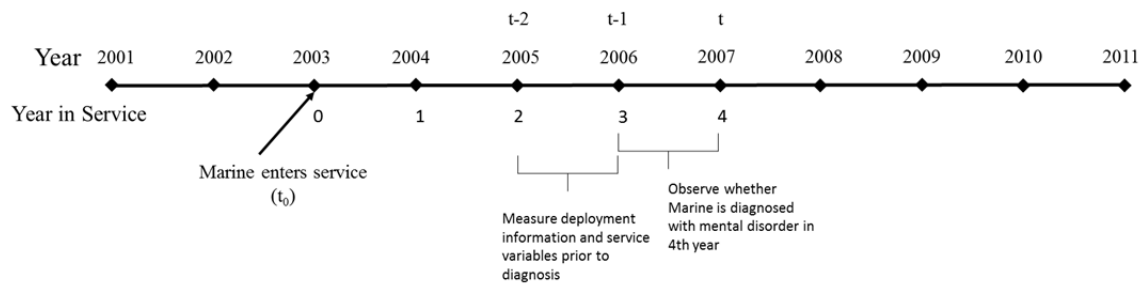 t-2 t-1 t
Year 2001 2002 2003 2004 2005 2006 2007 2008 2009 2010 2011
Year in Service 0 1 2 3 4
Marine enters service
(t0)
Measure deployment
information and service
variables prior to
diagnosis
Observe whether
Marine is diagnosed
with mental disorder in
4th year